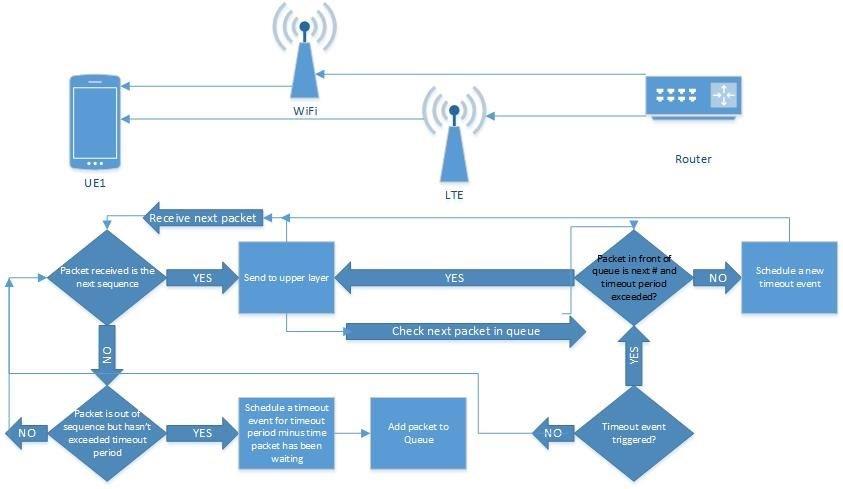 WiFi
Router
UE1
LTE
Receive next packet
Packet received is the
next sequence
YES
Send to upper layer
YES
Packet in front of
queue is next # and
timeout period
exceeded?
NO
Schedule a new
timeout event
Check next packet in queue
NO
YES
NO
Packet is out of
sequence but hasn't
exceeded timeout
period
YES
Schedule a timeout
event for timeout
period minus time
packet has been
waiting
Add packet to
Queue
NO
Timeout event
triggered?